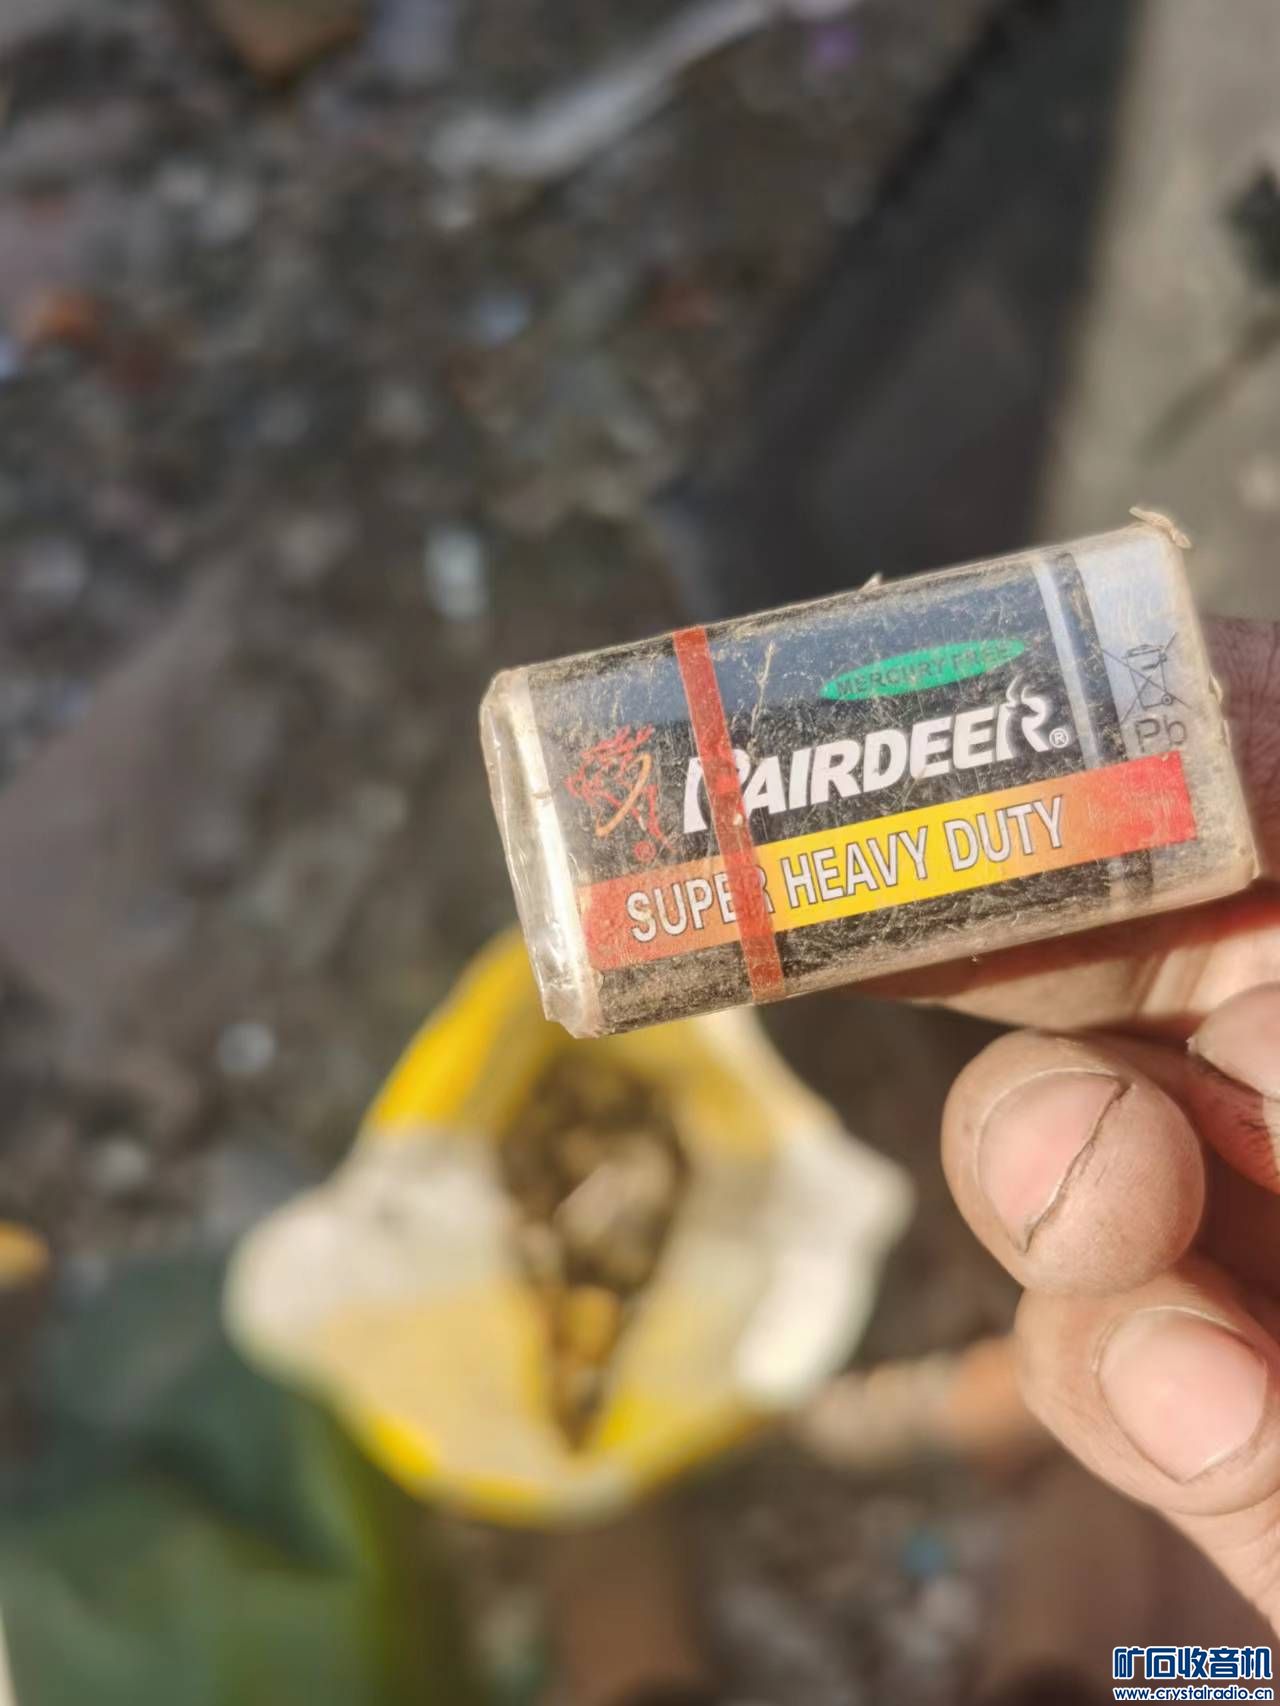 MERCURY FREE
PAIRDEER®
Pb
SUPER HEAVY DUTY
矿石收音机
www.crystalradio.cn